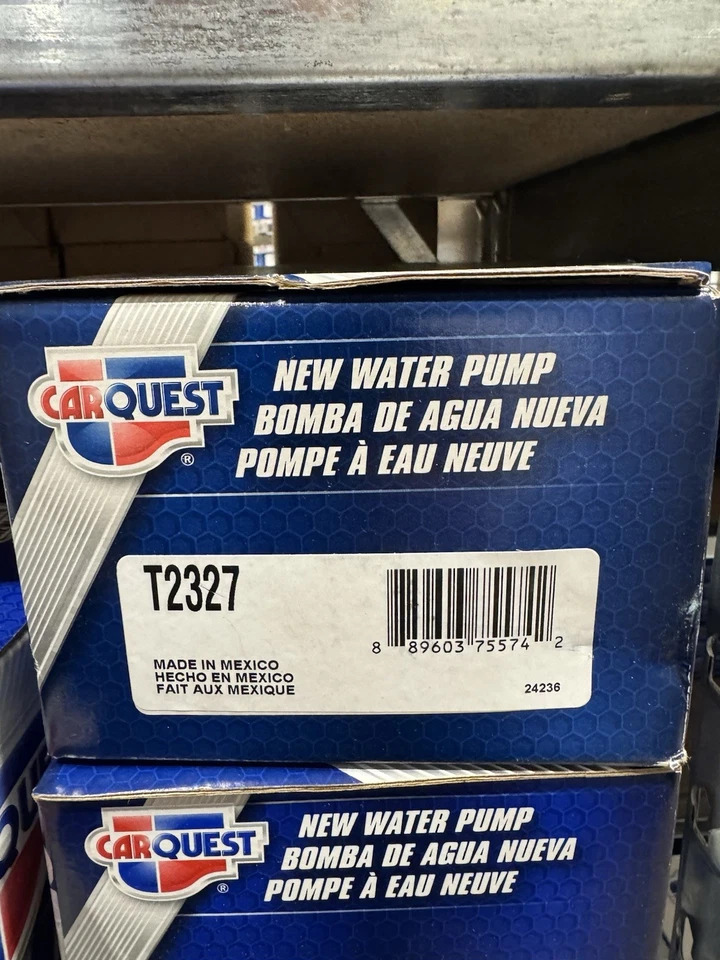 CARQUEST
®
NEW WATER PUMP
BOMBA DE AGUA NUEVA
POMPE À EAU NEUVE
T2327
8 89603 75574 2
MADE IN MEXICO
HECHO EN MEXICO
FAIT AUX MEXIQUE
24236
CARQUEST
®
NEW WATER PUMP
BOMBA DE AGUA NUEVA
POMPE À EAU NEUVE